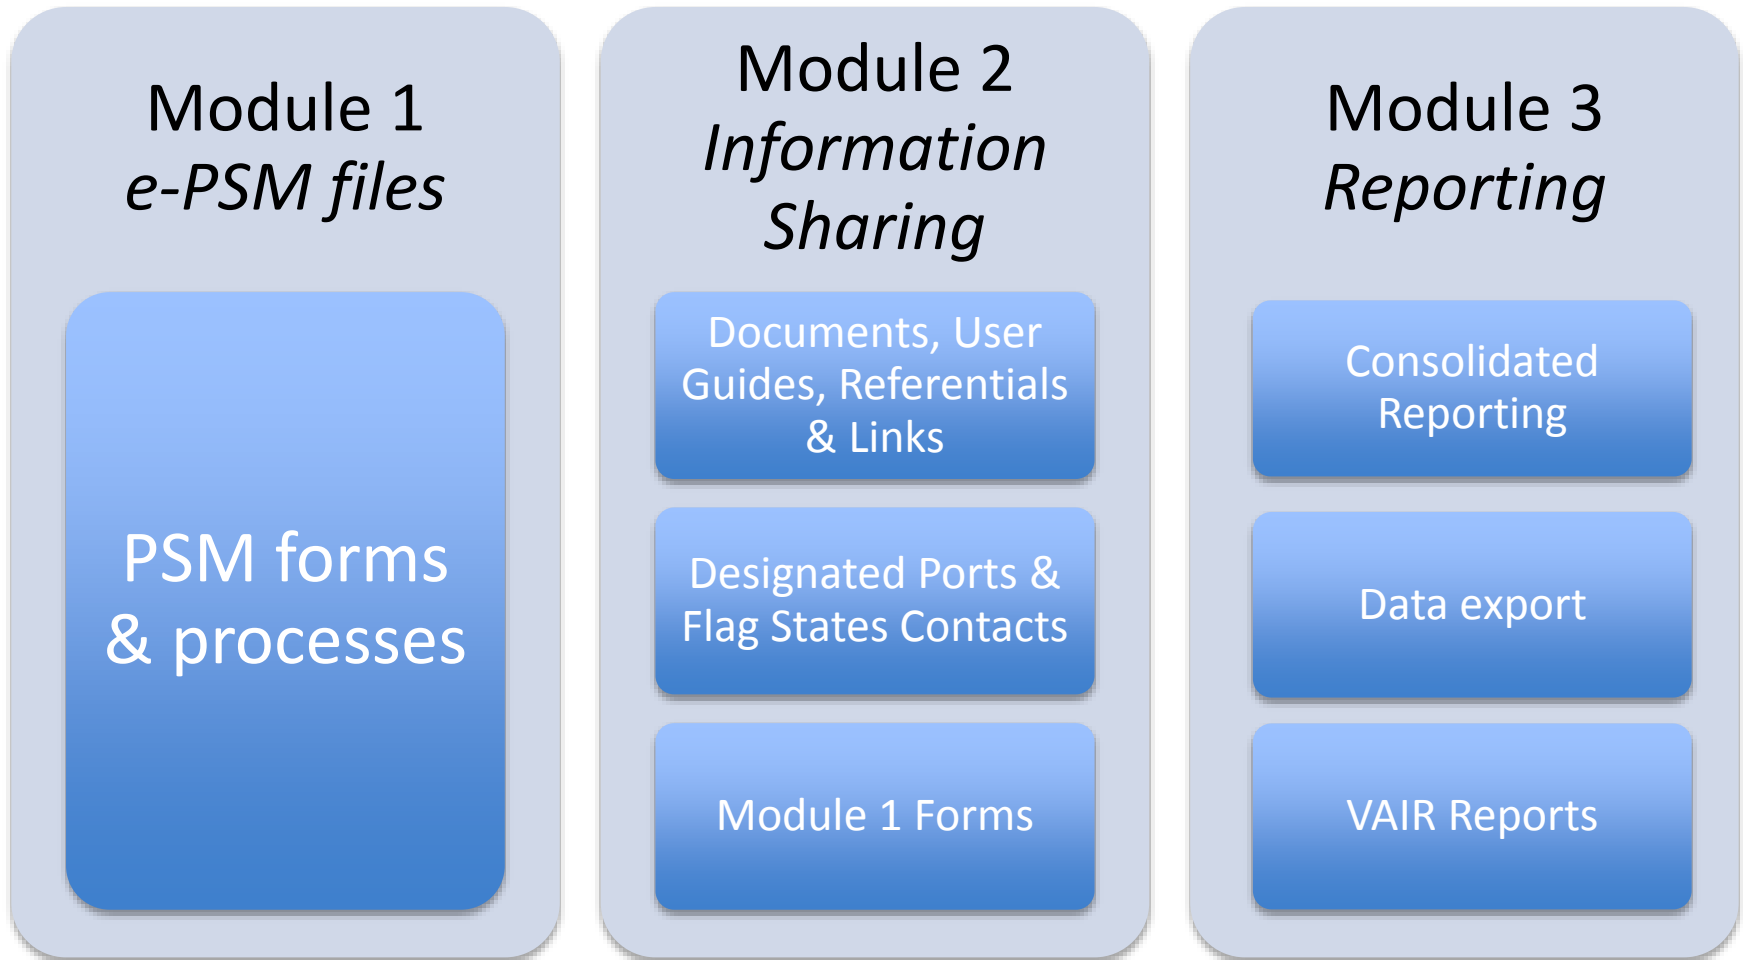 Module 1
e-PSM files
PSM forms
& processes
Module 2
Information
Sharing
Documents, User
Guides, Referentials
& Links
Designated Ports &
Flag States Contacts
Module 1 Forms
Module 3
Reporting
Consolidated
Reporting
Data export
VAIR Reports